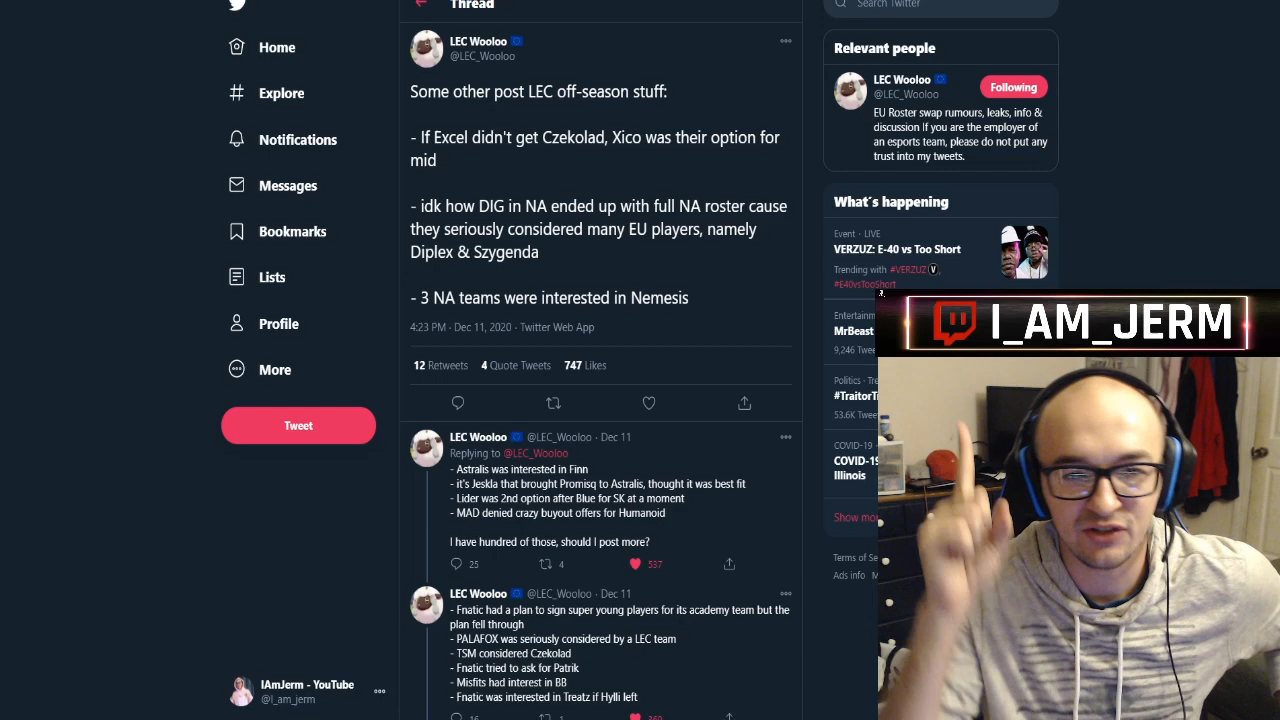 Thread
Search Twitter
Home
Explore
Notifications
Messages
Bookmarks
Lists
Profile
More
Tweet
IAmJerm - YouTube
@I_am_jerm
LEC Wooloo
@LEC_Wooloo
Some other post LEC off-season stuff:
- If Excel didn't get Czekolad, Xico was their option for
mid
- idk how DIG in NA ended up with full NA roster cause
they seriously considered many EU players, namely
Diplex & Szygenda
- 3 NA teams were interested in Nemesis
4:23 PM · Dec 11, 2020 · Twitter Web App
12 Retweets 4 Quote Tweets 747 Likes
LEC Wooloo @LEC_Wooloo · Dec 11
Replying to @LEC_Wooloo
- Astralis was interested in Finn
- it's Jeskla that brought Promisq to Astralis, thought it was best fit
- Lider was 2nd option after Blue for SK at a moment
- MAD denied crazy buyout offers for Humanoid
I have hundred of those, should I post more?
25 4 537
LEC Wooloo @LEC_Wooloo · Dec 11
- Fnatic had a plan to sign super young players for its academy team but the
plan fell through
- PALAFOX was seriously considered by a LEC team
- TSM considered Czekolad
- Fnatic tried to ask for Patrik
- Misfits had interest in BB
- Fnatic was interested in Treatz if Hylli left
Relevant people
LEC Wooloo
@LEC_Wooloo
Following
EU Roster swap rumours, leaks, info &
discussion If you are the employer of
an esports team, please do not put any
trust into my tweets.
What's happening
Event · LIVE
VERZUZ: E-40 vs Too Short
Trending with #VERZUZ
#E40vsTooShort
MrBeast
9,246
Politics
53.6K
COVID-19
Illinois
Show
Terms of
Ads info
I_AM_JERM